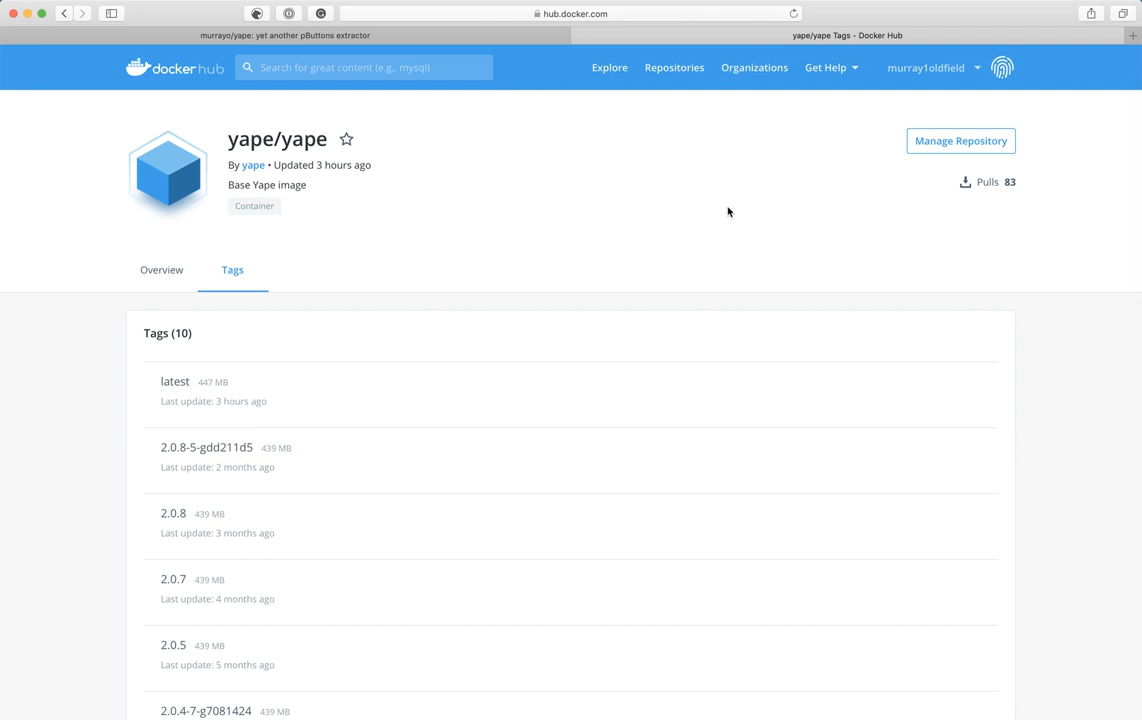 hub.docker.com
murrayo/yape: yet another pButtons extractor
yape/yape Tags - Docker Hub
docker hub
Search for great content (e.g., mysql)
Explore
Repositories
Organizations
Get Help
murray1oldfield
yape/yape
Manage Repository
By yape • Updated 3 hours ago
Pulls 83
Base Yape image
Container
Overview
Tags
Tags (10)
latest 447 MB
Last update: 3 hours ago
2.0.8-5-gdd211d5 439 MB
Last update: 2 months ago
2.0.8 439 MB
Last update: 3 months ago
2.0.7 439 MB
Last update: 4 months ago
2.0.5 439 MB
Last update: 5 months ago
2.0.4-7-g7081424 439 MB